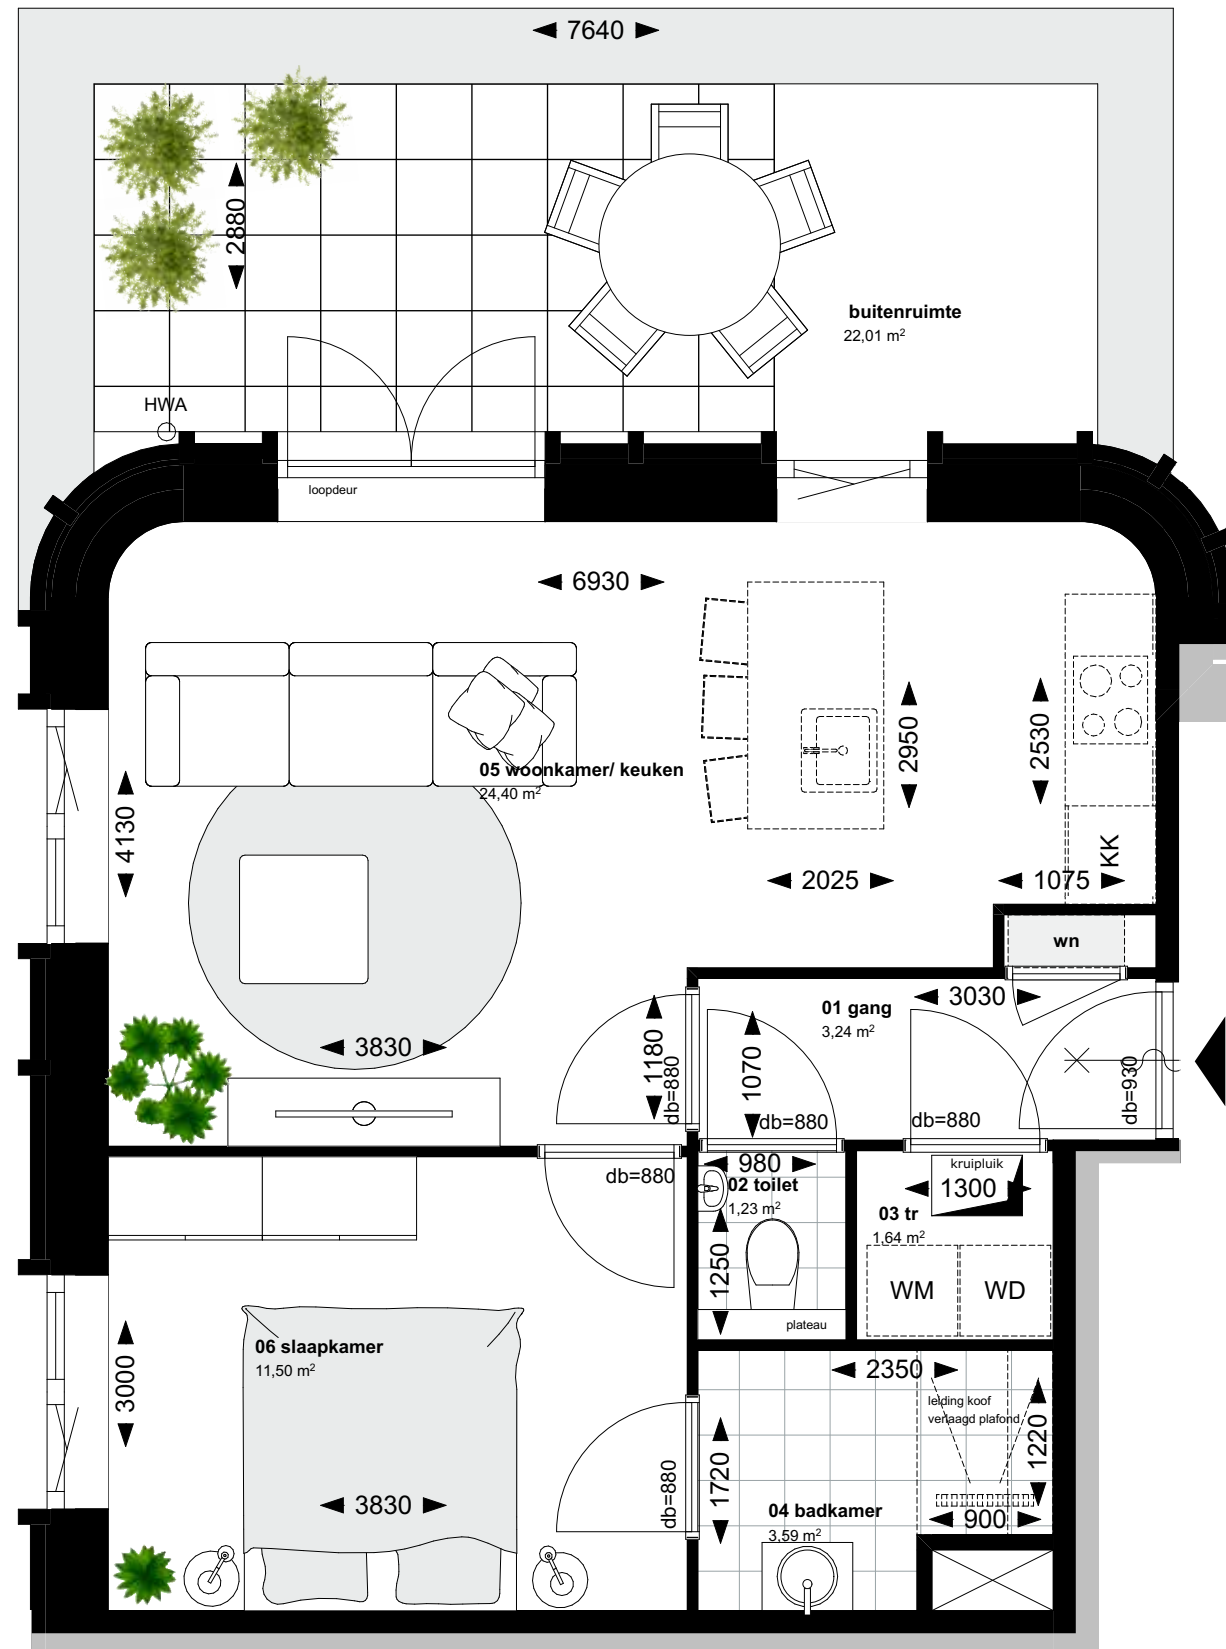 7640
2880
buitenruimte
22,01 m²
HWA
loopdeur
6930
2950
2530
05 woonkamer/ keuken
24,40 m²
4130
KK
2025
1075
wn
3030
01 gang
3,24 m²
3830
1180
db=880
1070
db=880
db=880
db=930
db=880
980
02 toilet
1,23 m²
1250
plateau
kruipluik
1300
03 tr
1,64 m²
WM
WD
06 slaapkamer
11,50 m²
3000
3830
db=880
2350
leiding koof
verlaagd plafond
1220
1720
04 badkamer
3,59 m²
900